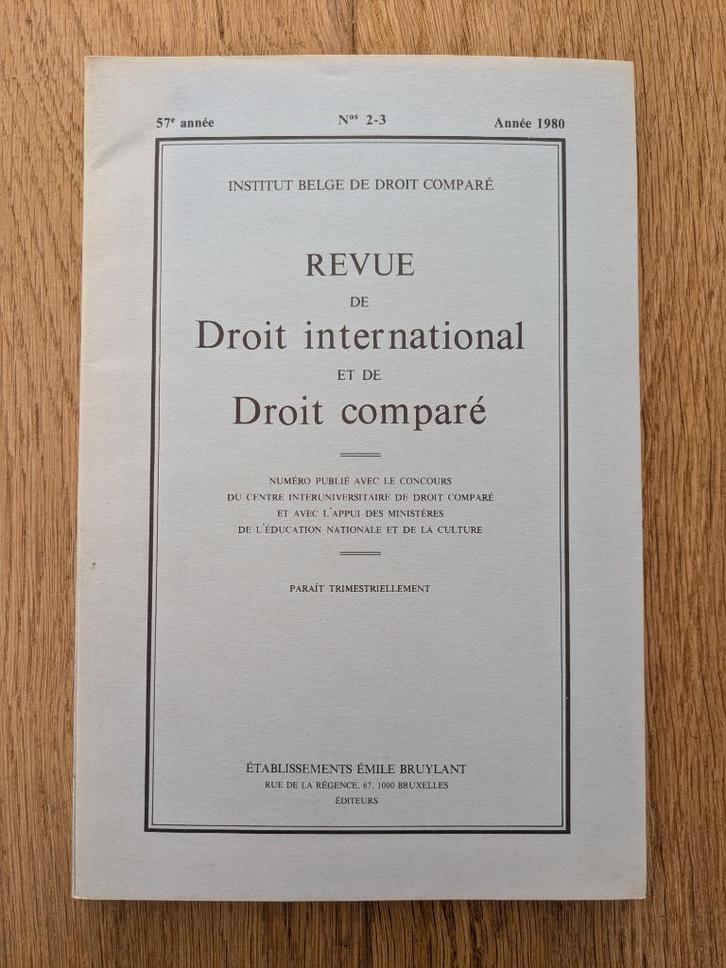 57e année Nos 2-3 Année 1980
INSTITUT BELGE DE DROIT COMPARÉ
REVUE
DE
Droit international
ET DE
Droit comparé
NUMÉRO PUBLIÉ AVEC LE CONCOURS
DU CENTRE INTERUNIVERSITAIRE DE DROIT COMPARÉ
ET AVEC L'APPUI DES MINISTÈRES
DE L'ÉDUCATION NATIONALE ET DE LA CULTURE
PARAÎT TRIMESTRIELLEMENT
ÉTABLISSEMENTS ÉMILE BRUYLANT
RUE DE LA RÉGENCE, 67, 1000 BRUXELLES
ÉDITEURS